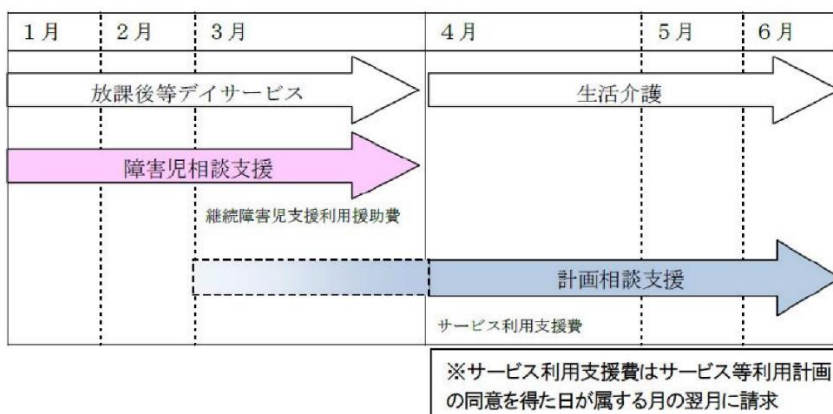 1月 2月 3月 4月 5月 6月
放課後等デイサービス 生活介護
障害児相談支援
継続障害児支援利用援助費
計画相談支援
サービス利用支援費
※サービス利用支援費はサービス等利用計画
の同意を得た日が属する月の翌月に請求